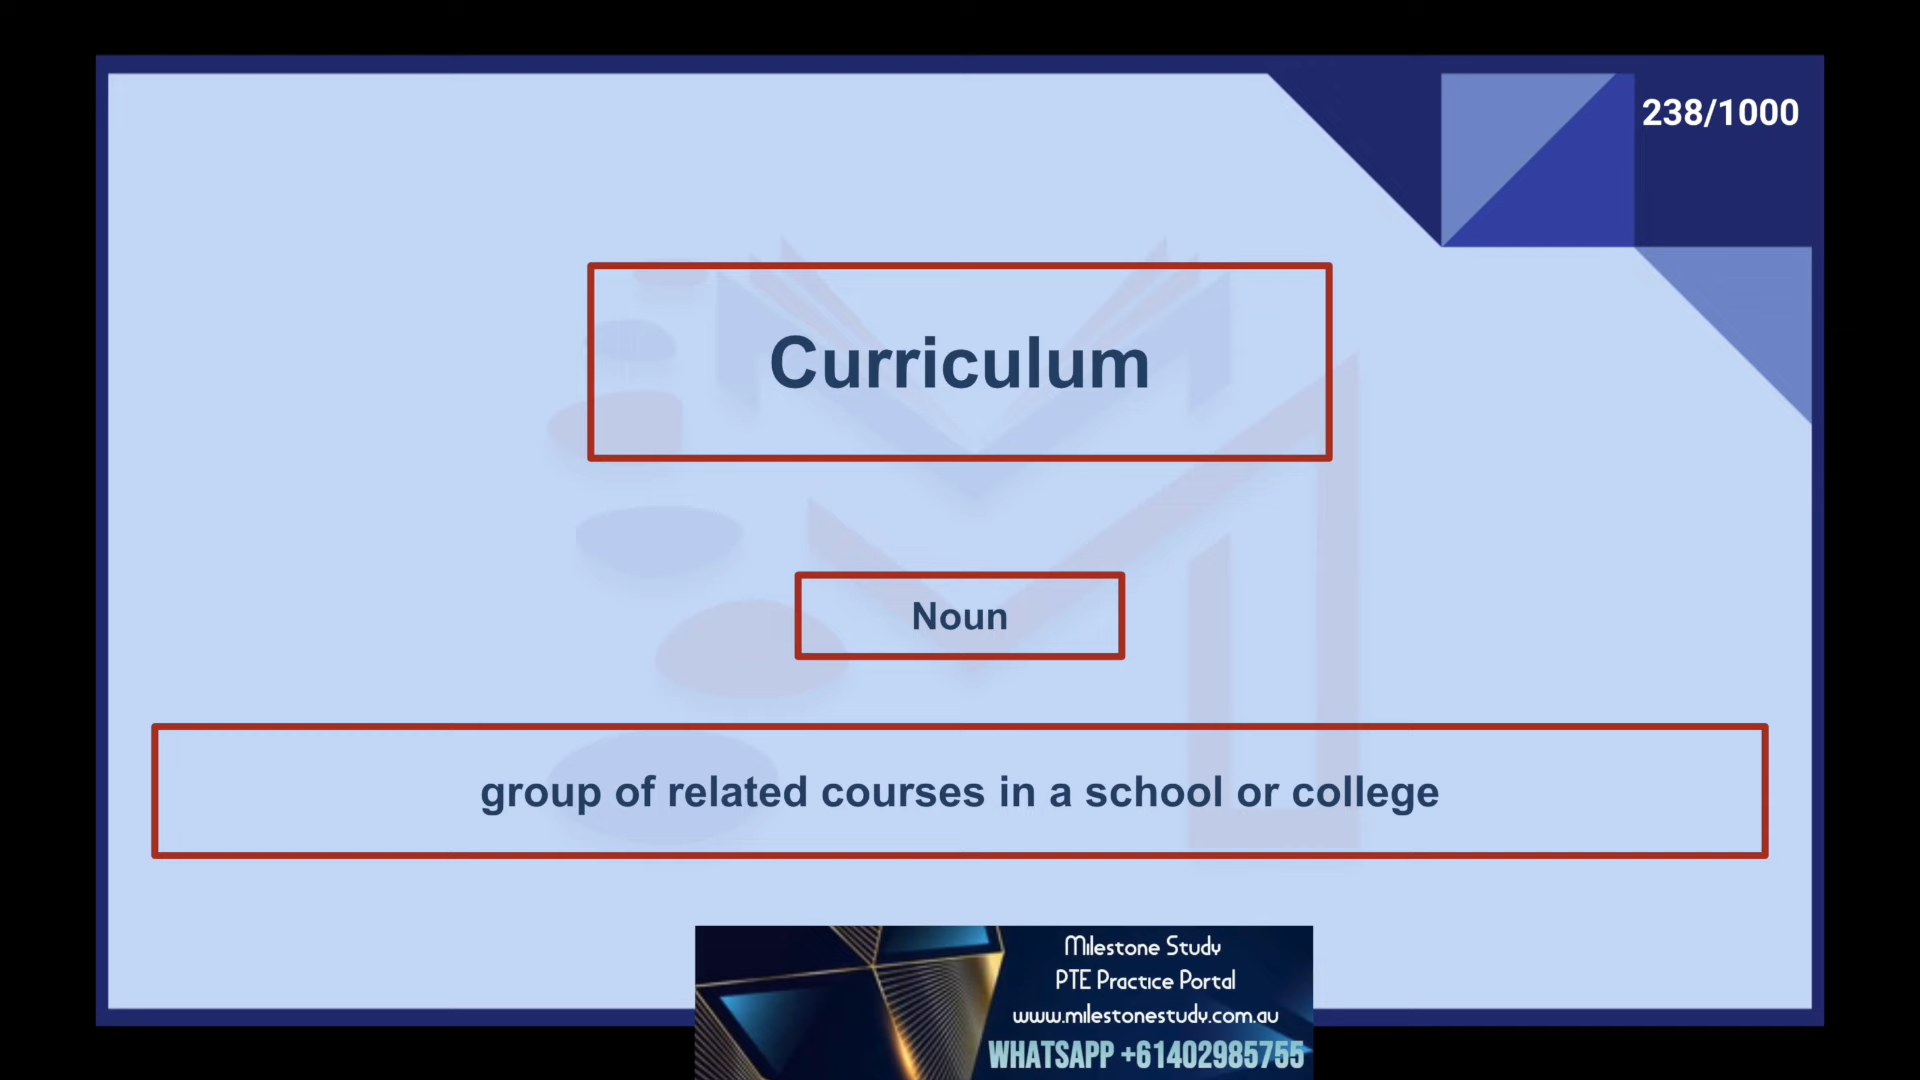 238/1000
Curriculum
Noun
group of related courses in a school or college
Milestone Study
PTE Practice Portal
www.milestonestudy.com.au
WHATSAPP +61402985755